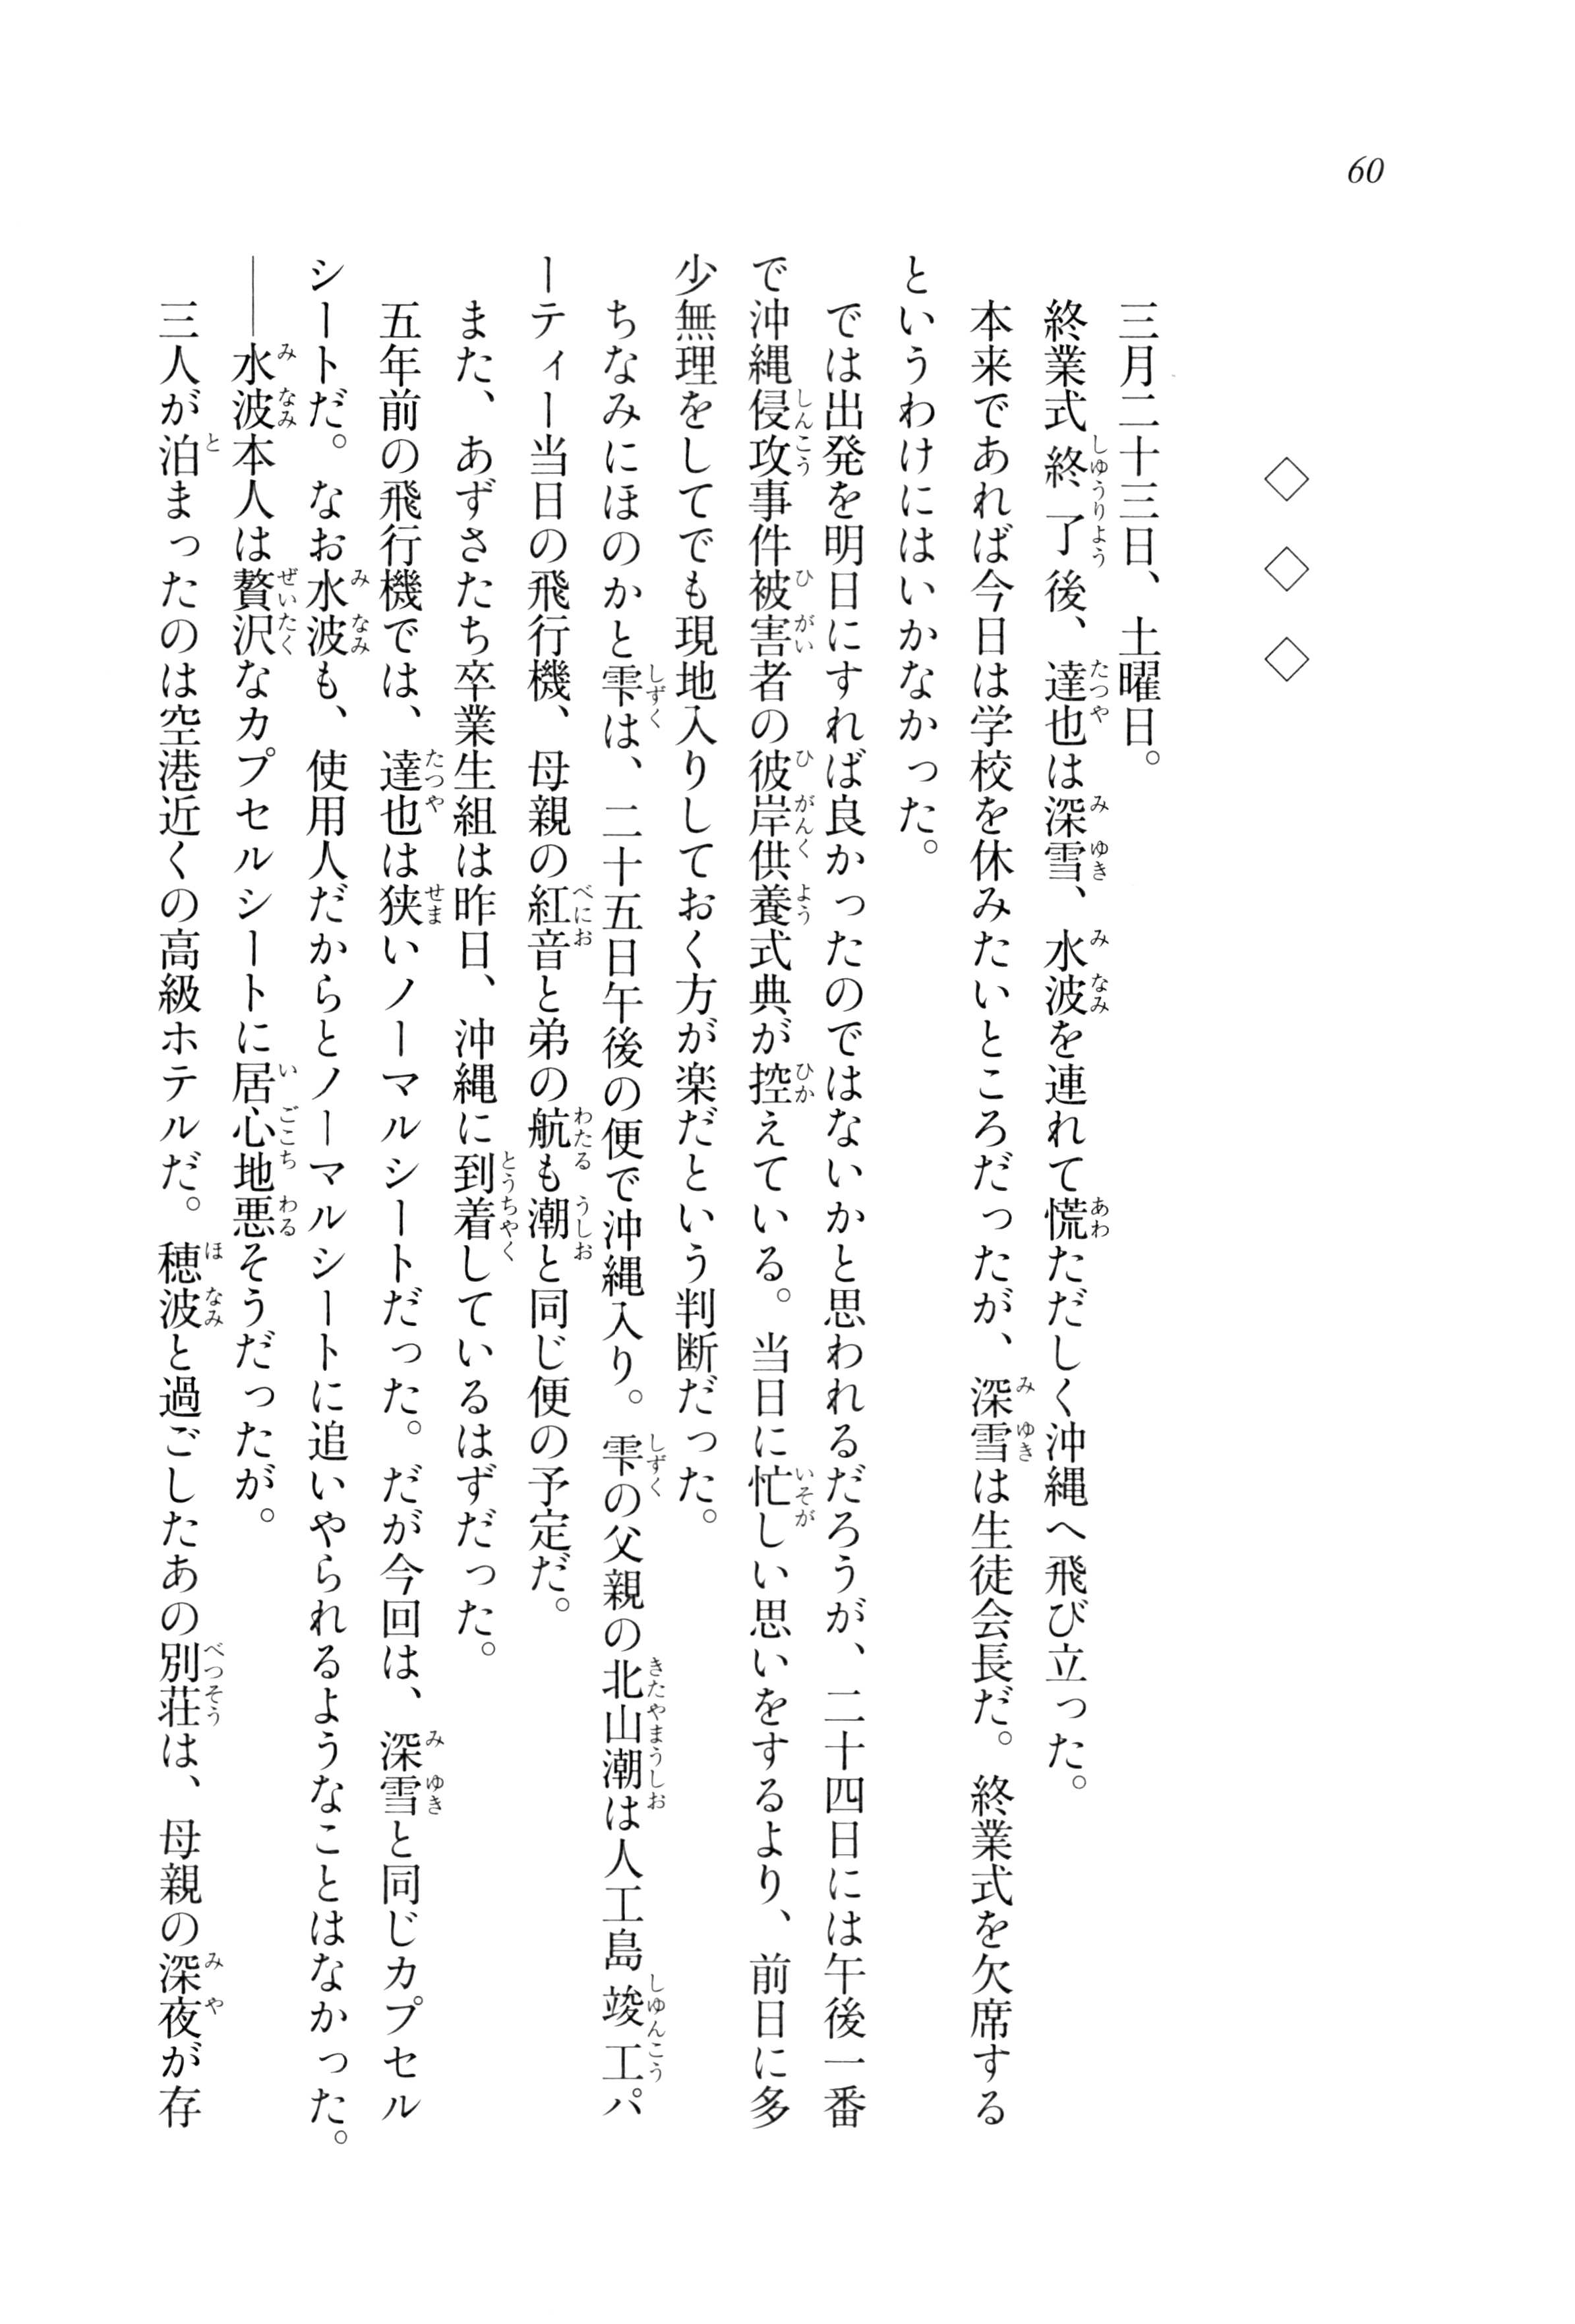 60
◇ ◇ ◇
三月二十三日、土曜日。
終業式終了後、達也は深雪、水波を連れて慌ただしく沖縄へ飛び立った。
本来であれば今日は学校を休みたいところだったが、深雪は生徒会長だ。終業式を欠席する
というわけにはいかなかった。
では出発を明日にすれば良かったのではないかと思われるだろうが、二十四日には午後一番
で沖縄侵攻事件被害者の彼岸供養式典が控えている。当日に忙しい思いをするより、前日に多
少無理をしてでも現地入りしておく方が楽だという判断だった。
ちなみにほのかと雫は、二十五日午後の便で沖縄入り。雫の父親の北山潮は人工島竣工パ
ーティー当日の飛行機、母親の紅音と弟の航も潮と同じ便の予定だ。
また、あずさたち卒業生組は昨日、沖縄に到着しているはずだった。
五年前の飛行機では、達也は狭いノーマルシートだった。だが今回は、深雪と同じカプセル
シートだ。なお水波も、使用人だからとノーマルシートに追いやられるようなことはなかった。
――水波本人は贅沢なカプセルシートに居心地悪そうだったが。
三人が泊まったのは空港近くの高級ホテルだ。穂波と過ごしたあの別荘は、母親の深夜が存